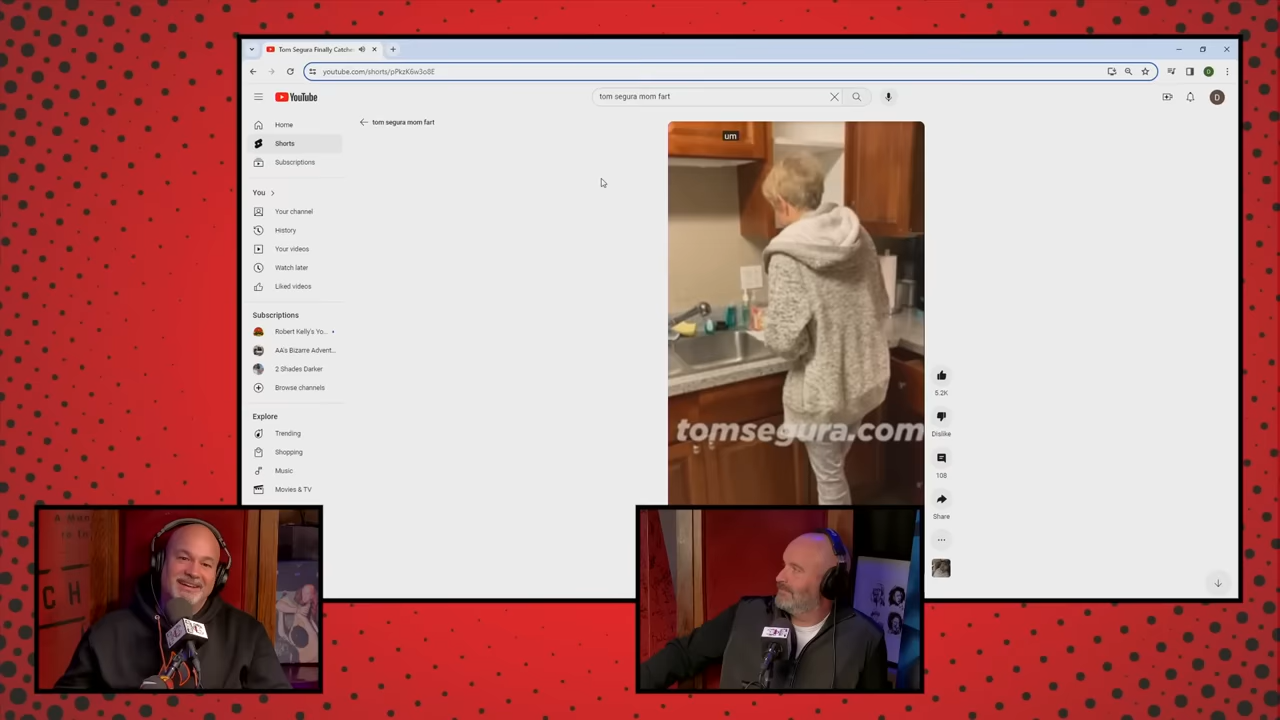 Tom Segura Finally Catche
youtube.com/shorts/pPkzK6w3o8E
YouTube
tom segura mom fart
D
D
Home
tom segura mom fart
Shorts
Subscriptions
You
Your channel
History
Your videos
Watch later
Liked videos
Subscriptions
Robert Kelly's Yo...
AA's Bizarre Advent...
2 Shades Darker
Browse channels
Explore
Trending
Shopping
Music
Movies & TV
um
tomsegura.com
5.2K
Dislike
108
Share
C H